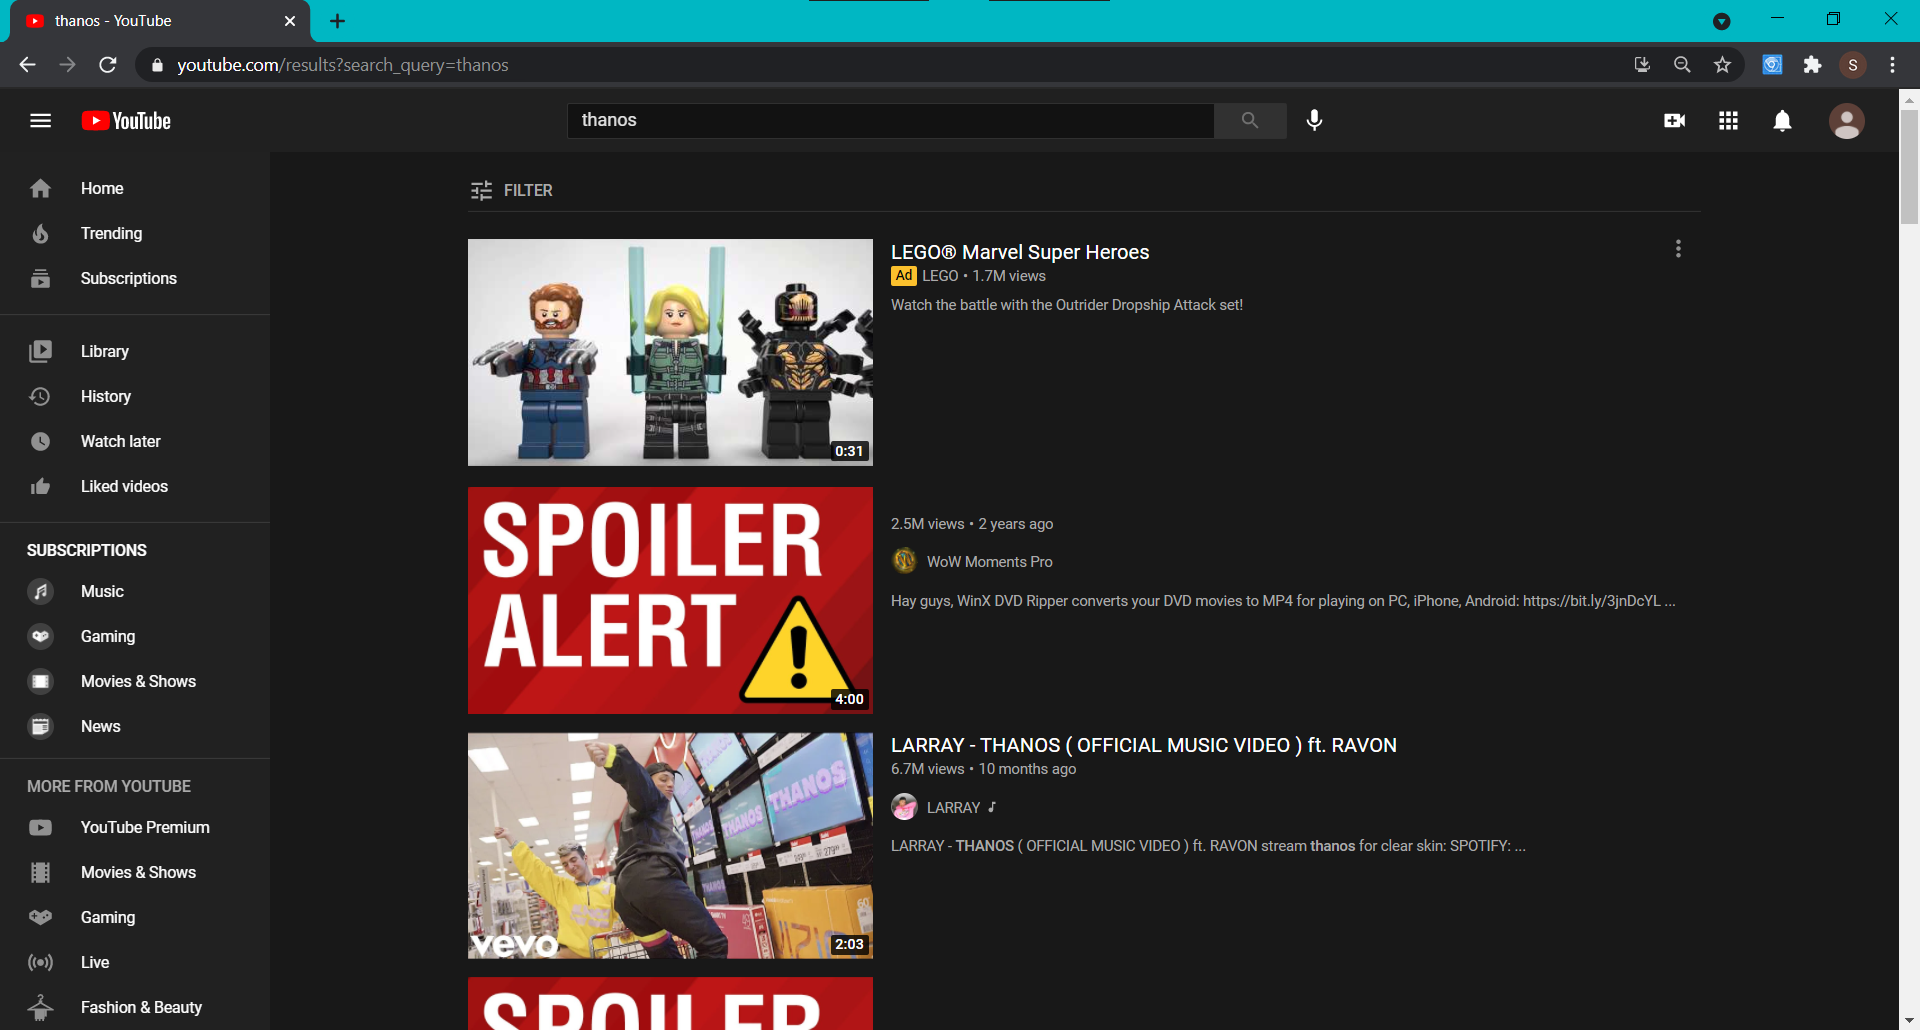 thanos - YouTube
youtube.com/results?search_query=thanos
S
YouTube
thanos
Home
Trending
Subscriptions
Library
History
Watch later
Liked videos
SUBSCRIPTIONS
Music
Gaming
Movies & Shows
News
MORE FROM YOUTUBE
YouTube Premium
Movies & Shows
Gaming
Live
Fashion & Beauty
FILTER
0:31
LEGO® Marvel Super Heroes
Ad LEGO • 1.7M views
Watch the battle with the Outrider Dropship Attack set!
SPOILER
ALERT
4:00
2.5M views • 2 years ago
WoW Moments Pro
Hay guys, WinX DVD Ripper converts your DVD movies to MP4 for playing on PC, iPhone, Android: https://bit.ly/3jnDcYL ...
THANOS
THANOS
THANOS
THANOS
vevo
2:03
LARRAY - THANOS ( OFFICIAL MUSIC VIDEO ) ft. RAVON
6.7M views • 10 months ago
LARRAY ♪
LARRAY - THANOS ( OFFICIAL MUSIC VIDEO ) ft. RAVON stream thanos for clear skin: SPOTIFY: ...
SPOILER